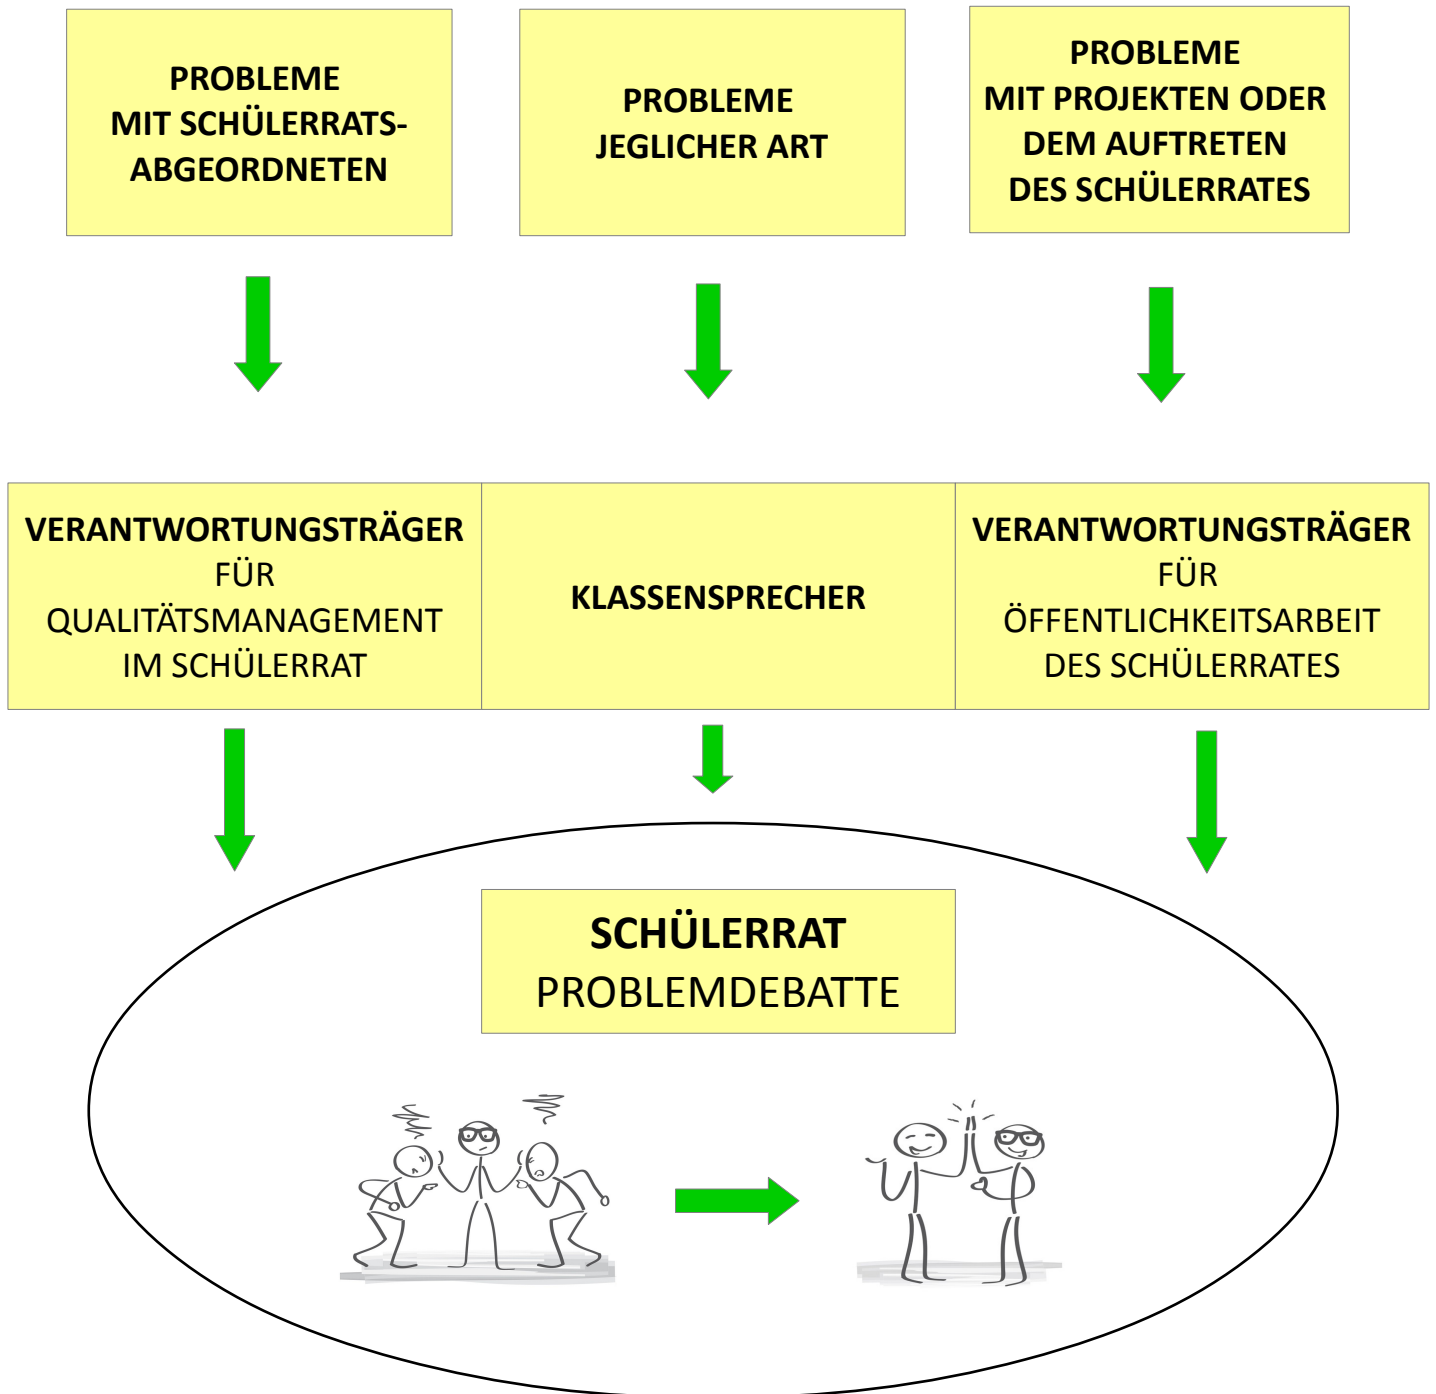 PROBLEME
MIT SCHÜLERRATS-
ABGEORDNETEN
PROBLEME
JEGLICHER ART
PROBLEME
MIT PROJEKTEN ODER
DEM AUFTRETEN
DES SCHÜLERRATES
VERANTWORTUNGSTRÄGER
FÜR
QUALITÄTSMANAGEMENT
IM SCHÜLERRAT
KLASSENSPRECHER
VERANTWORTUNGSTRÄGER
FÜR
ÖFFENTLICHKEITSARBEIT
DES SCHÜLERRATES
SCHÜLERRAT
PROBLEMDEBATTE